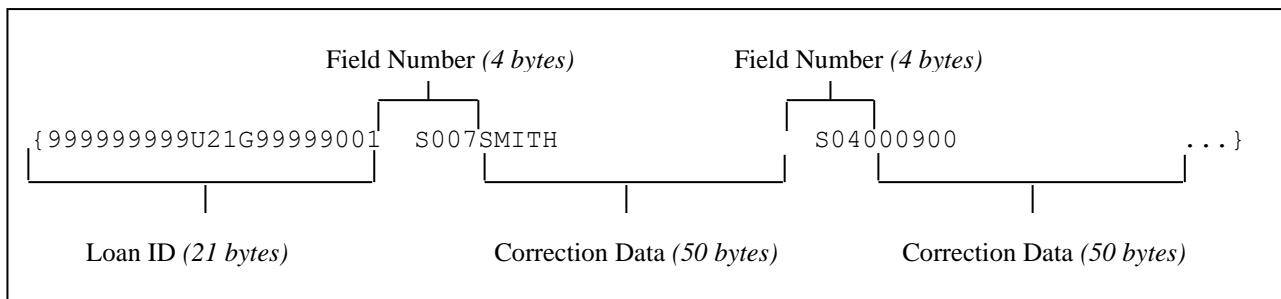 Field Number (4 bytes) Field Number (4 bytes)
{999999999U21G99999001 S007SMITH S04000900 ...}
Loan ID (21 bytes) Correction Data (50 bytes) Correction Data (50 bytes)